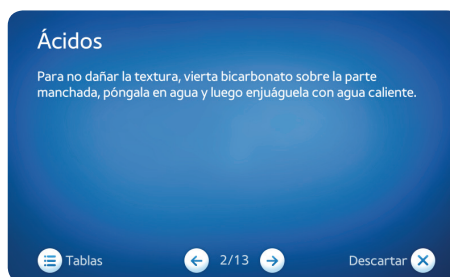 Ácidos
Para no dañar la textura, vierta bicarbonato sobre la parte
manchada, póngala en agua y luego enjuáguela con agua caliente.
Tablas
2/13
Descartar